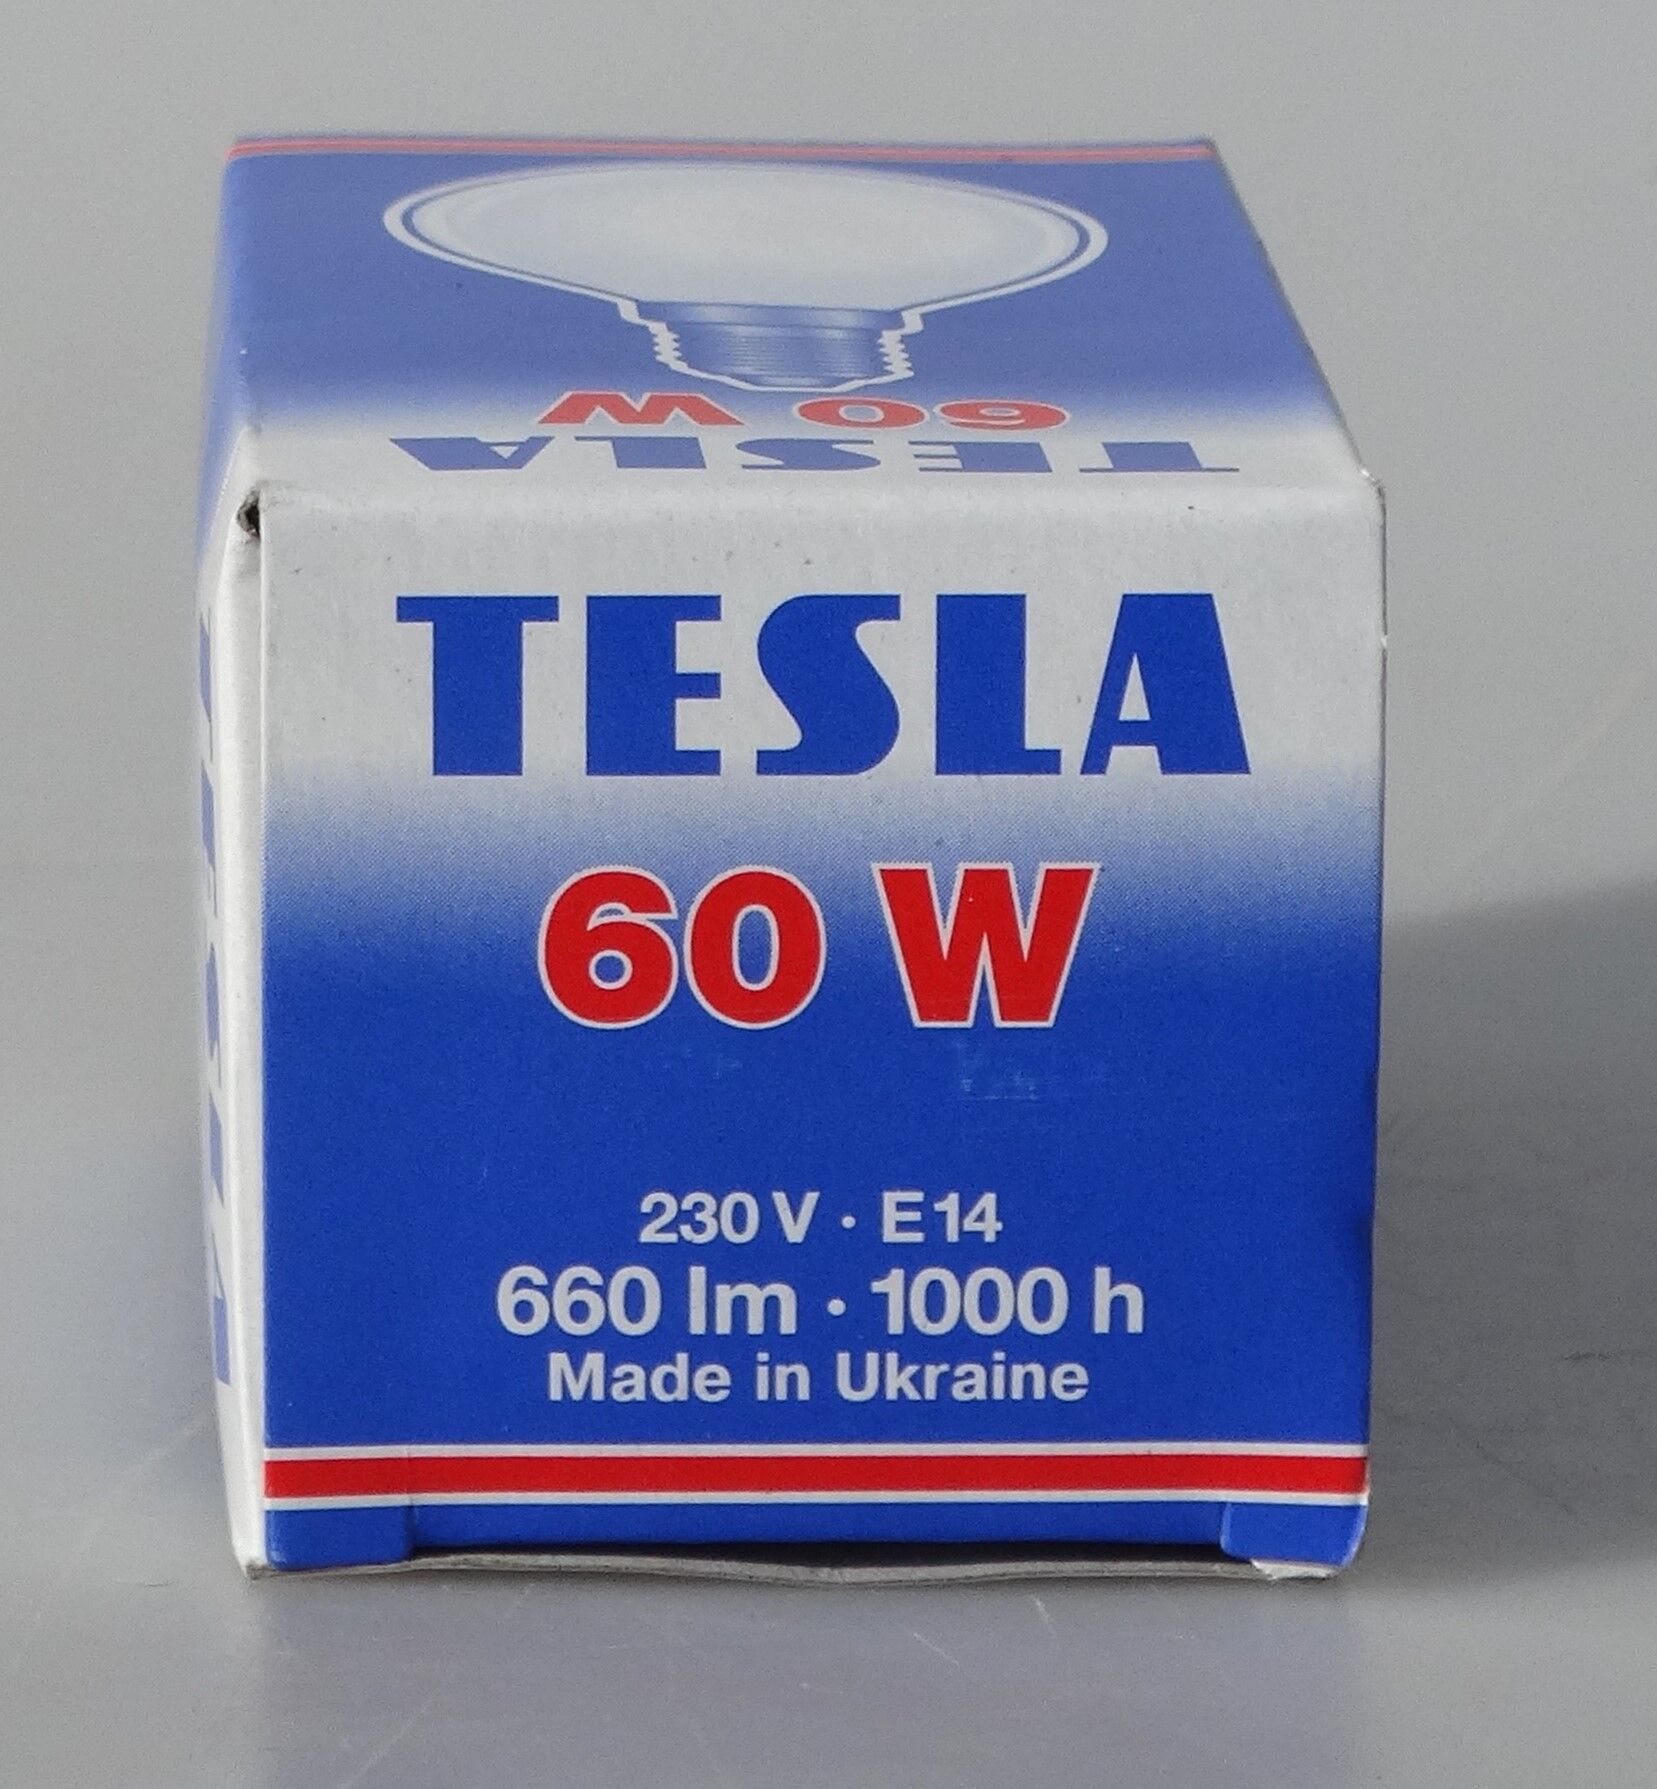 60 W
TESLA
TESLA
60 W
230 V · E14
660 lm · 1000 h
Made in Ukraine